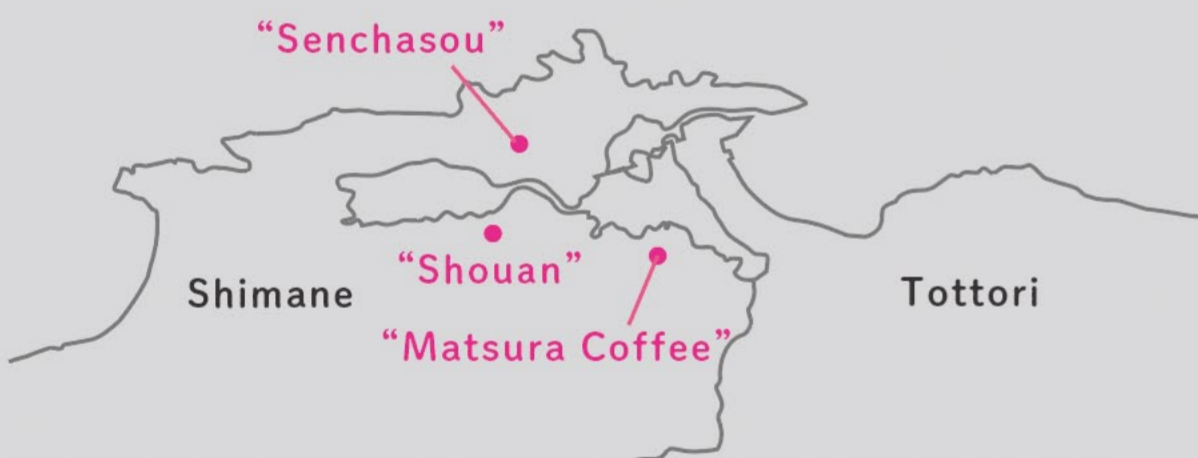 “Senchasou”
“Shouan”
Shimane
Tottori
“Matsura Coffee”